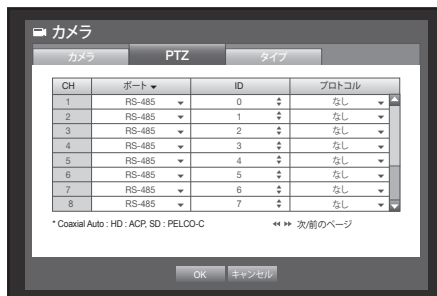 カメラ
カメラ PTZ タイプ
CH ポート ID プロトコル
1 RS-485 0 なし
2 RS-485 1 なし
3 RS-485 2 なし
4 RS-485 3 なし
5 RS-485 4 なし
6 RS-485 5 なし
7 RS-485 6 なし
8 RS-485 7 なし
* Coaxial Auto : HD : ACP, SD : PELCO-C 次/前のページ
OK キャンセル